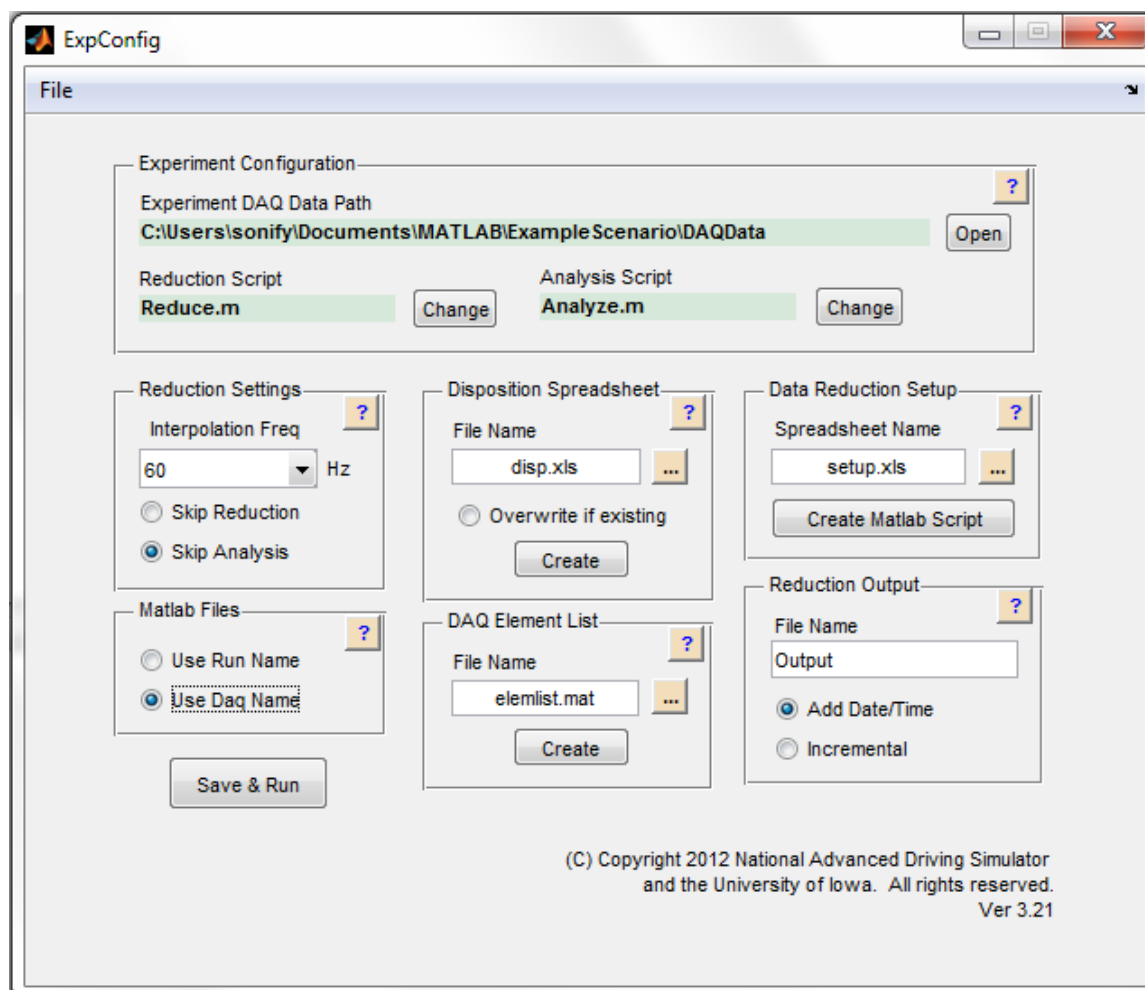 ExpConfig
File
Experiment Configuration
?
Experiment DAQ Data Path
C:\Users\sonify\Documents\MATLAB\ExampleScenario\DAQData
Open
Reduction Script
Analysis Script
Reduce.m
Change
Analyze.m
Change
Reduction Settings
?
Interpolation Freq
60
Hz
Skip Reduction
Skip Analysis
Disposition Spreadsheet
?
File Name
disp.xls
...
Overwrite if existing
Create
Data Reduction Setup
?
Spreadsheet Name
setup.xls
...
Create Matlab Script
Matlab Files
?
Use Run Name
Use Daq Name
DAQ Element List
?
File Name
elemlist.mat
...
Create
Reduction Output
?
File Name
Output
Add Date/Time
Incremental
Save & Run
(C) Copyright 2012 National Advanced Driving Simulator
and the University of Iowa. All rights reserved.
Ver 3.21